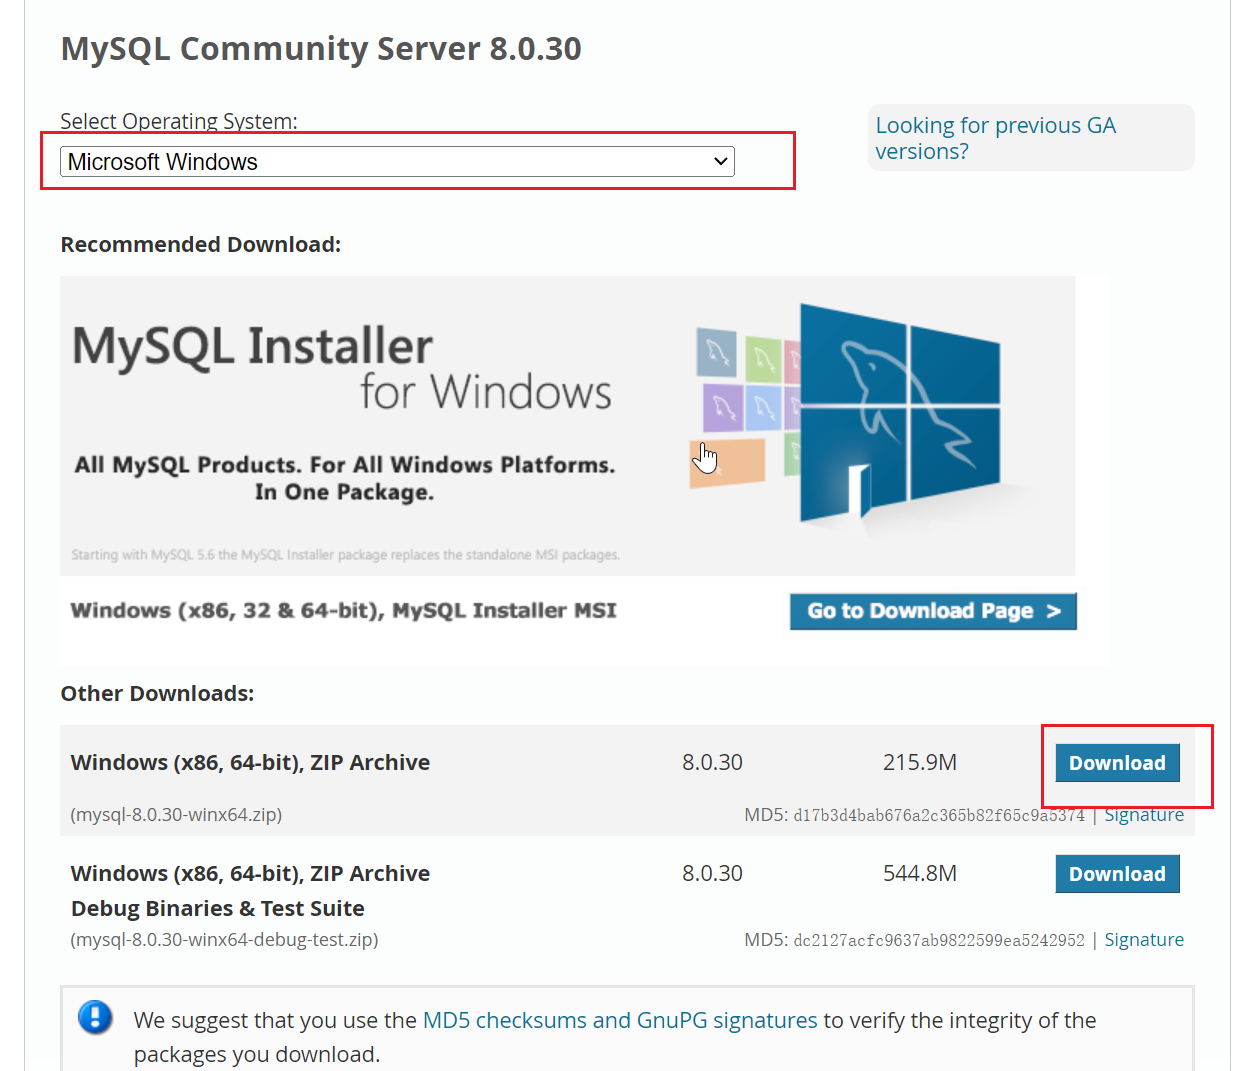 MySQL Community Server 8.0.30
Select Operating System:
Microsoft Windows
Looking for previous GA
versions?
Recommended Download:
MySQL Installer
for Windows
All MySQL Products. For All Windows Platforms.
In One Package.
Starting with MySQL 5.6 the MySQL Installer package replaces the standalone MSI packages.
Windows (x86, 32 & 64-bit), MySQL Installer MSI
Go to Download Page >
Other Downloads:
Windows (x86, 64-bit), ZIP Archive 8.0.30 215.9M Download
(mysql-8.0.30-winx64.zip) MD5: d17b3d4bab676a2c365b82f65c9a5374 | Signature
Windows (x86, 64-bit), ZIP Archive 8.0.30 544.8M Download
Debug Binaries & Test Suite
(mysql-8.0.30-winx64-debug-test.zip) MD5: dc2127acfc9637ab9822599ea5242952 | Signature
We suggest that you use the MD5 checksums and GnuPG signatures to verify the integrity of the
packages you download.